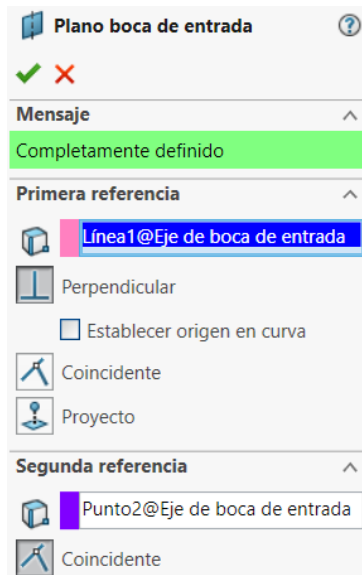 Plano boca de entrada
Mensaje
Completamente definido
Primera referencia
Línea1@Eje de boca de entrada
Perpendicular
Establecer origen en curva
Coincidente
Proyecto
Segunda referencia
Punto2@Eje de boca de entrada
Coincidente